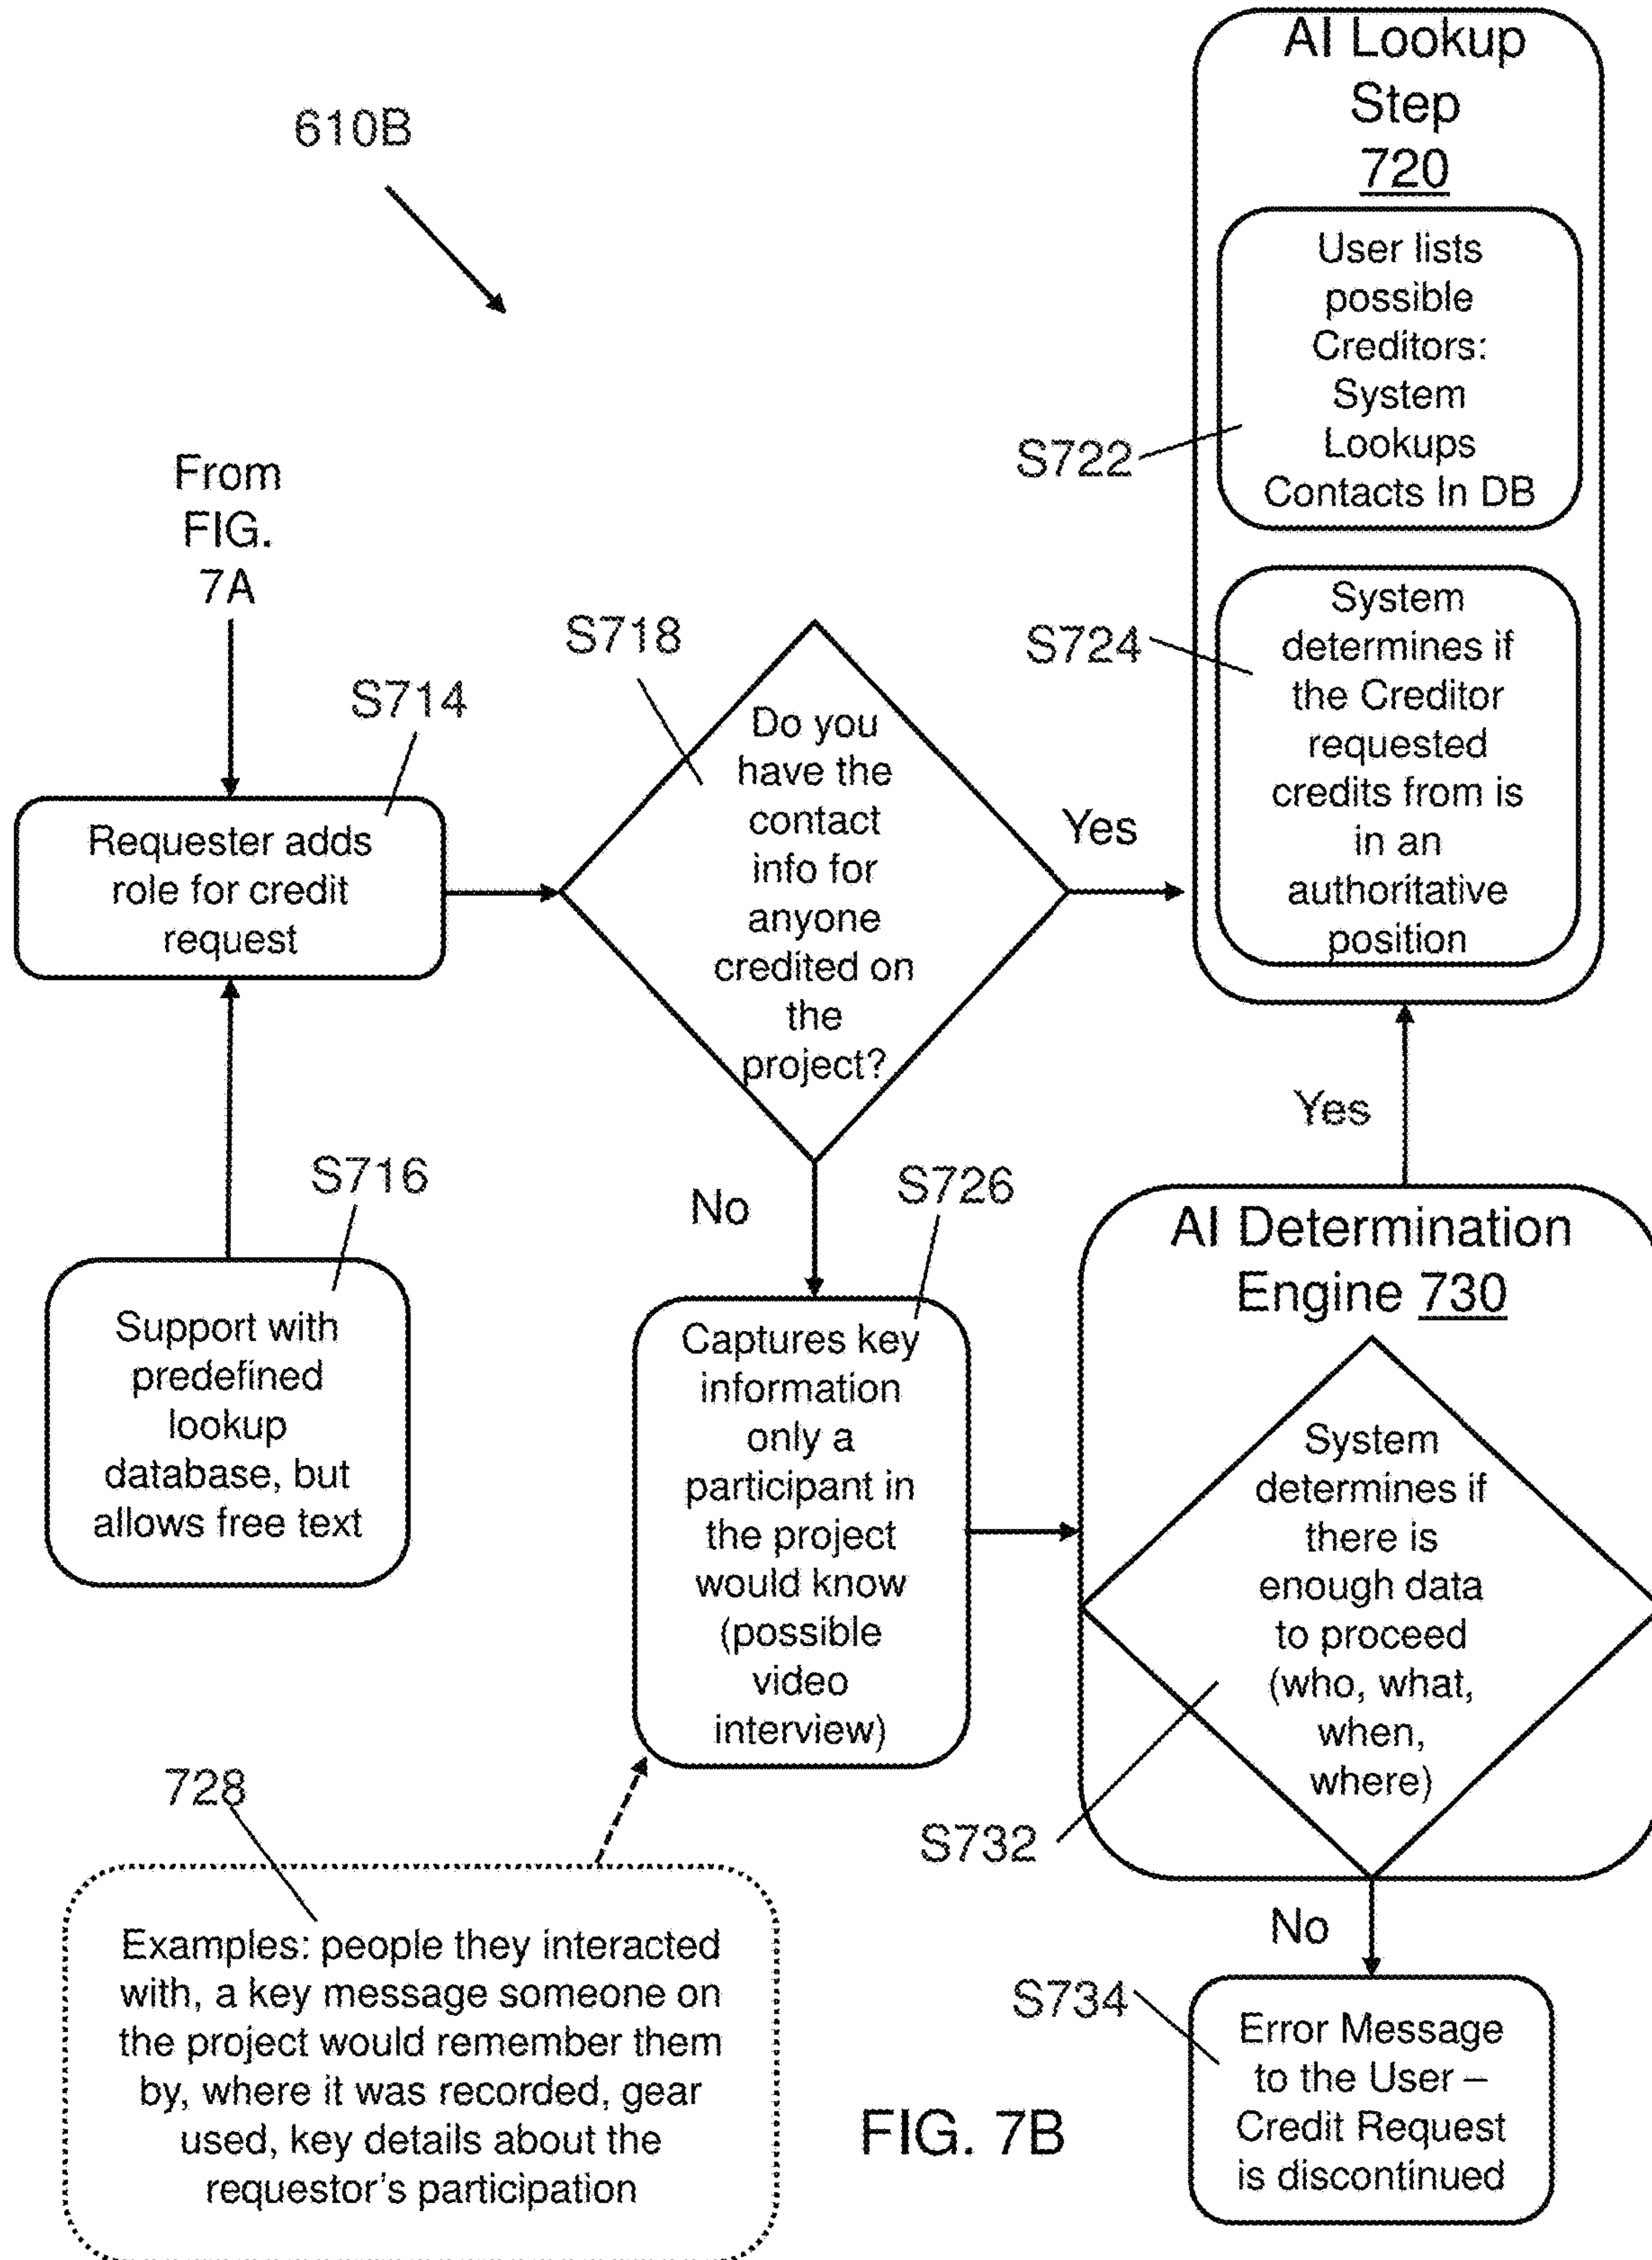 610B
AI Lookup
Step
720
User lists
possible
Creditors:
System
Lookups
Contacts In DB
S722
System
determines if
the Creditor
requested
credits from is
in an
authoritative
position
S724
From
FIG.
7A
S714
Requester adds
role for credit
request
S718
Do you
have the
contact
info for
anyone
credited on
the
project?
Yes
Yes
No
S716
Support with
predefined
lookup
database, but
allows free text
S726
Captures key
information
only a
participant in
the project
would know
(possible
video
interview)
AI Determination
Engine 730
System
determines if
there is
enough data
to proceed
(who, what,
when,
where)
S732
728
Examples: people they interacted
with, a key message someone on
the project would remember them
by, where it was recorded, gear
used, key details about the
requestor's participation
No
S734
Error Message
to the User –
Credit Request
is discontinued
FIG. 7B